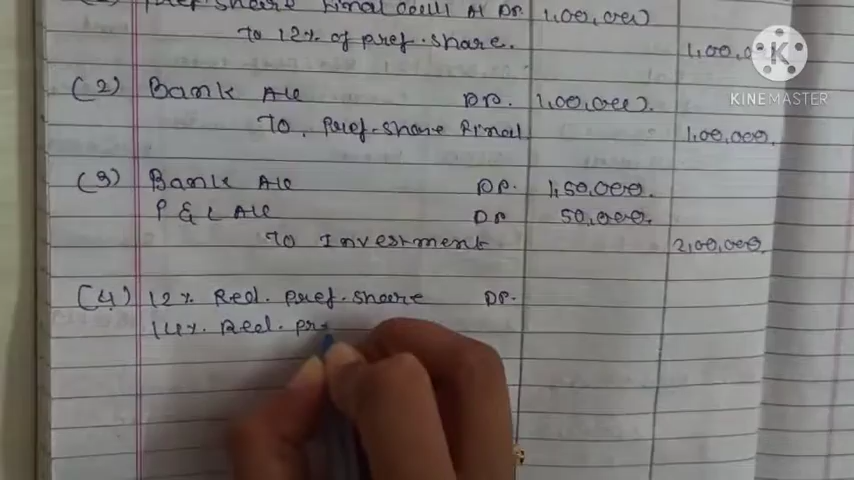 Pref. share Final call A/c Dr. 1,00,000
To 12% of pref. share. 1,00,0
(2) Bank A/c Dr. 1,00,000.
To, Pref. share Final 1,00,000.
(3) Bank A/c Dr. 1,50,000.
P & L A/c Dr 50,000.
To Investment 2,00,000.
(4) 12% Red. pref. share Dr.
14% Red. pr
K
KINEMASTER